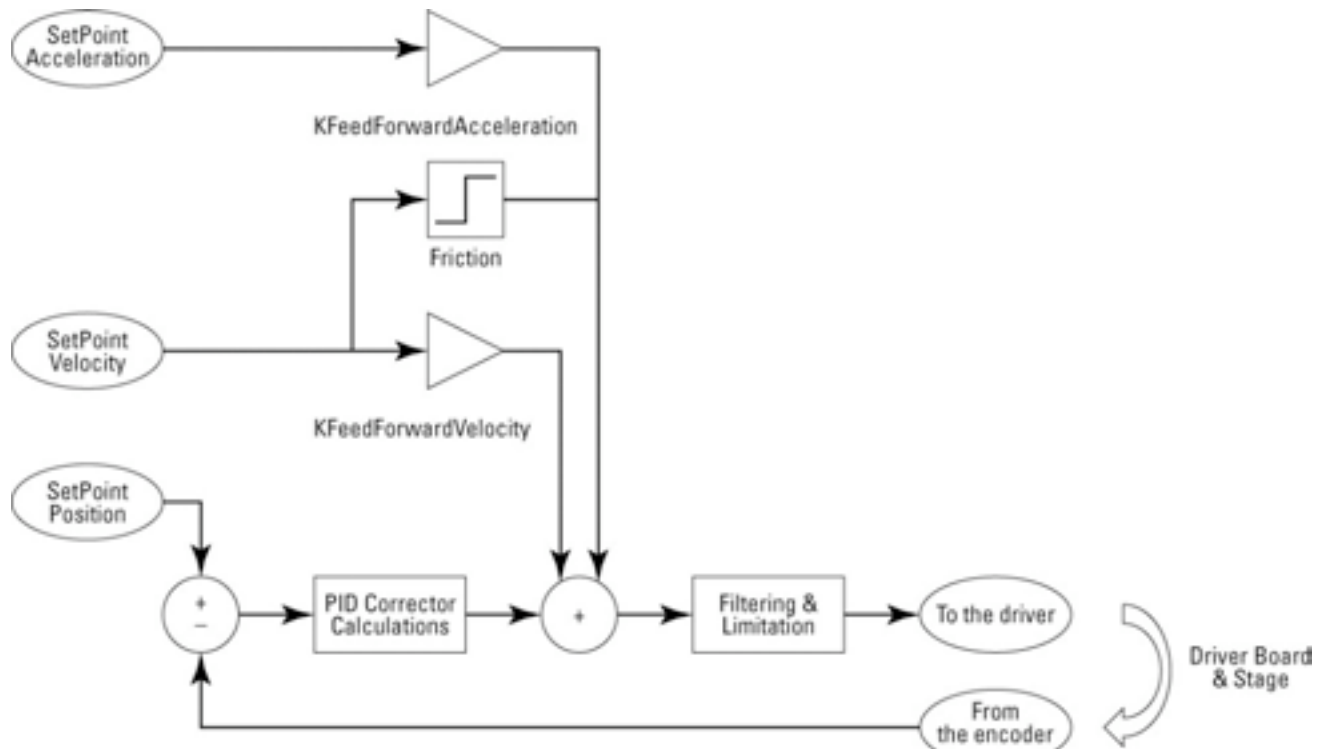 SetPoint
Acceleration
KFeedForwardAcceleration
Friction
SetPoint
Velocity
KFeedForwardVelocity
SetPoint
Position
+
–
PID Corrector
Calculations
+
Filtering &
Limitation
To the driver
Driver Board
& Stage
From
the encoder